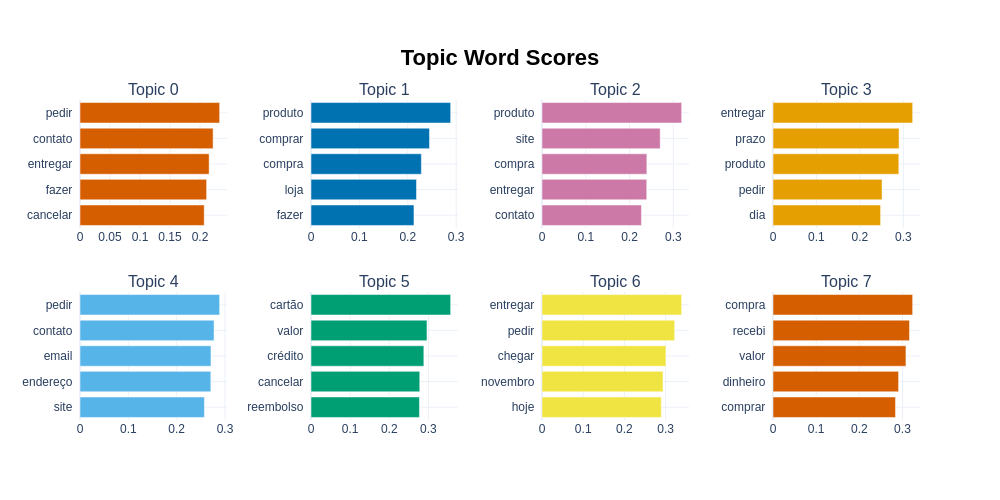 Topic Word Scores
Topic 0
pedir
contato
entregar
fazer
cancelar
0 0.05 0.1 0.15 0.2
Topic 1
produto
comprar
compra
loja
fazer
0 0.1 0.2 0.3
Topic 2
produto
site
compra
entregar
contato
0 0.1 0.2 0.3
Topic 3
entregar
prazo
produto
pedir
dia
0 0.1 0.2 0.3
Topic 4
pedir
contato
email
endereço
site
0 0.1 0.2 0.3
Topic 5
cartão
valor
crédito
cancelar
reembolso
0 0.1 0.2 0.3
Topic 6
entregar
pedir
chegar
novembro
hoje
0 0.1 0.2 0.3
Topic 7
compra
recebi
valor
dinheiro
comprar
0 0.1 0.2 0.3